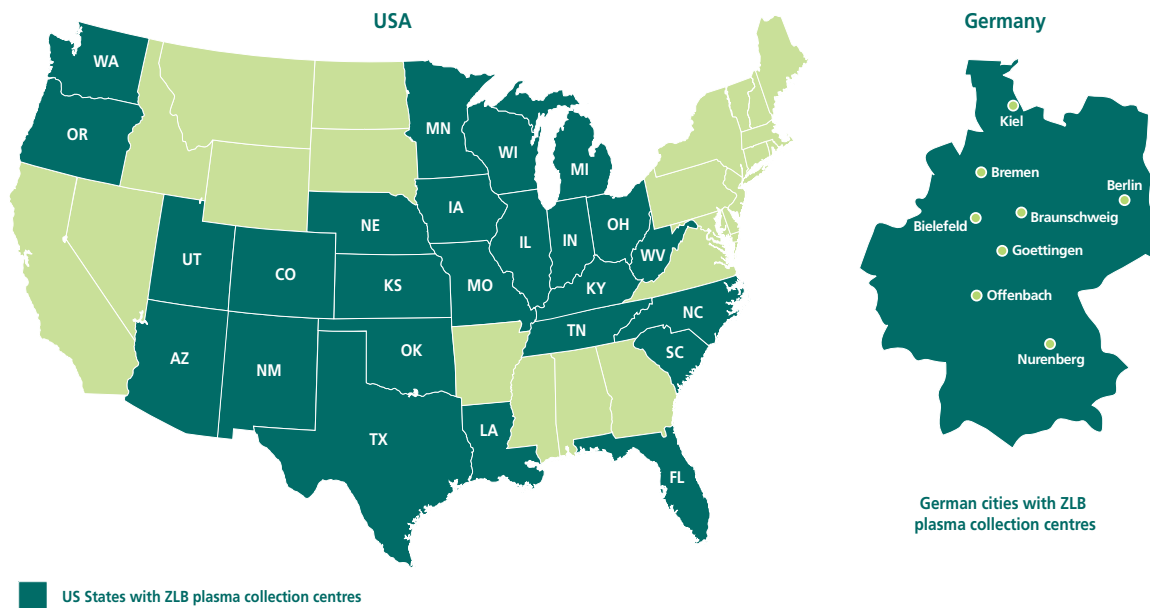 USA
Germany
WA
OR
MN
WI
MI
NE
IA
IL
IN
OH
WV
UT
CO
KS
MO
KY
NC
TN
SC
AZ
NM
OK
TX
LA
FL
Kiel
Bremen
Berlin
Bielefeld
Braunschweig
Goettingen
Offenbach
Nurenberg
German cities with ZLB
plasma collection centres
US States with ZLB plasma collection centres